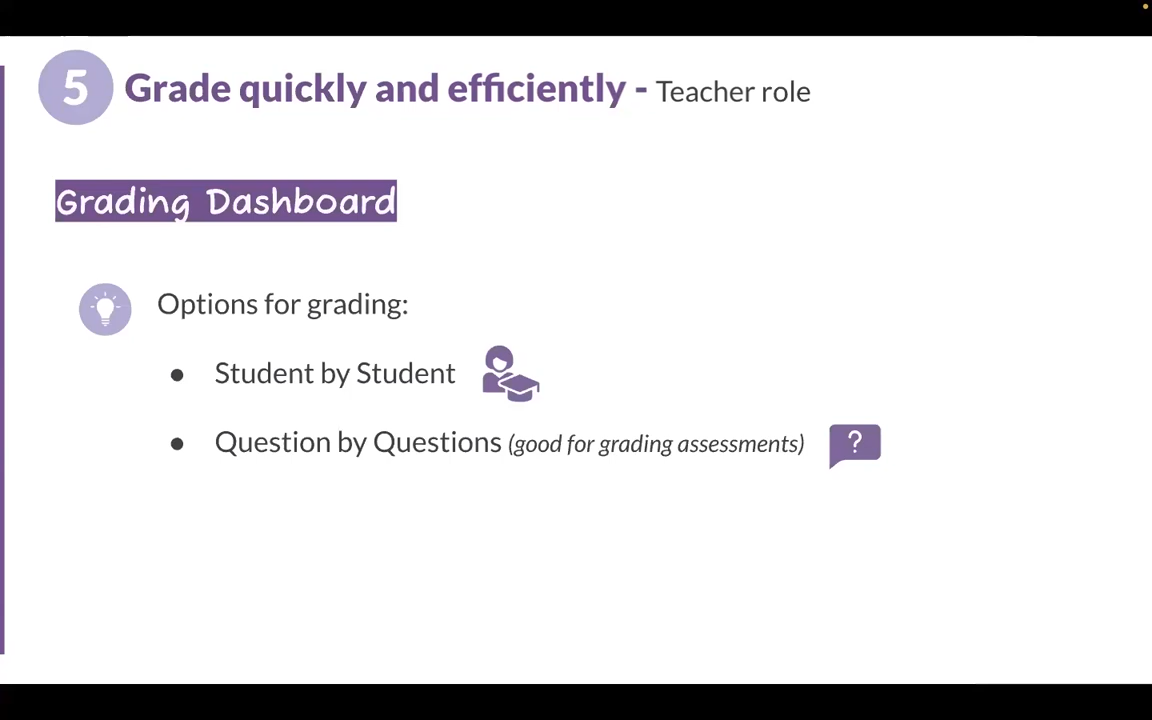 5 Grade quickly and efficiently - Teacher role
Grading Dashboard
Options for grading:
● Student by Student
● Question by Questions (good for grading assessments) ?